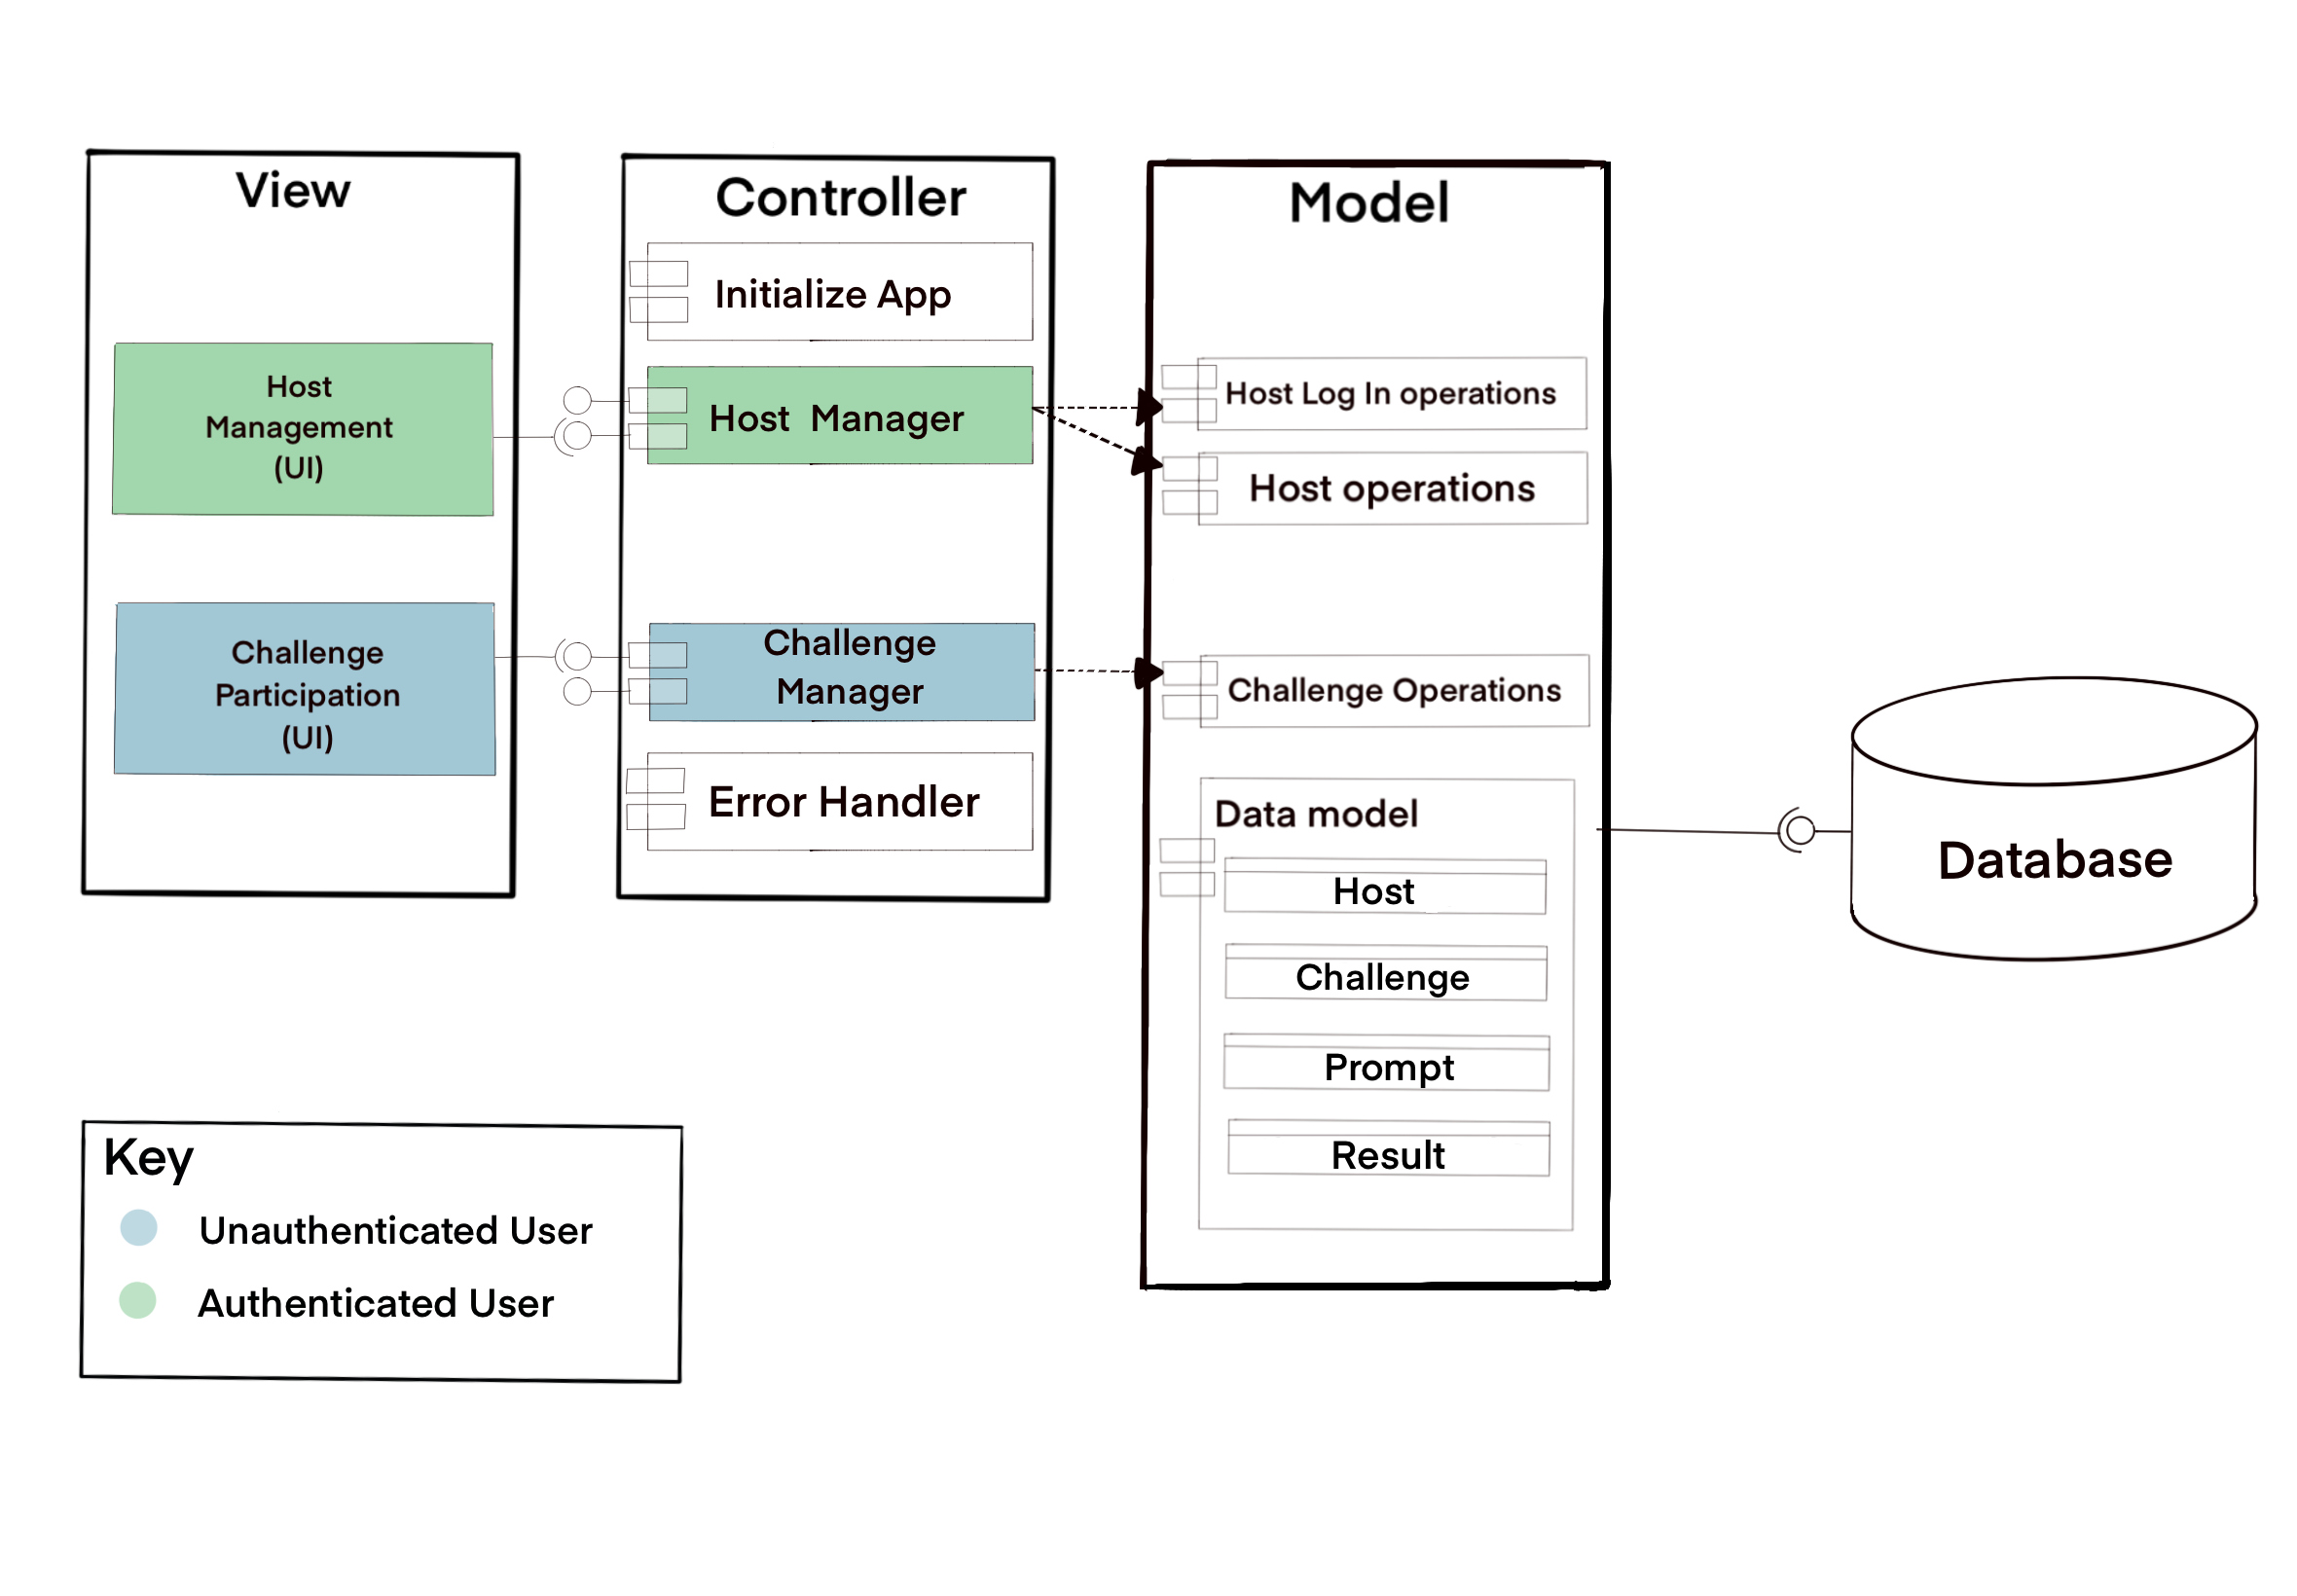 View
Host
Management
(UI)
Challenge
Participation
(UI)
Controller
Initialize App
Host Manager
Challenge
Manager
Error Handler
Model
Host Log In operations
Host operations
Challenge Operations
Data model
Host
Challenge
Prompt
Result
Database
Key
Unauthenticated User
Authenticated User